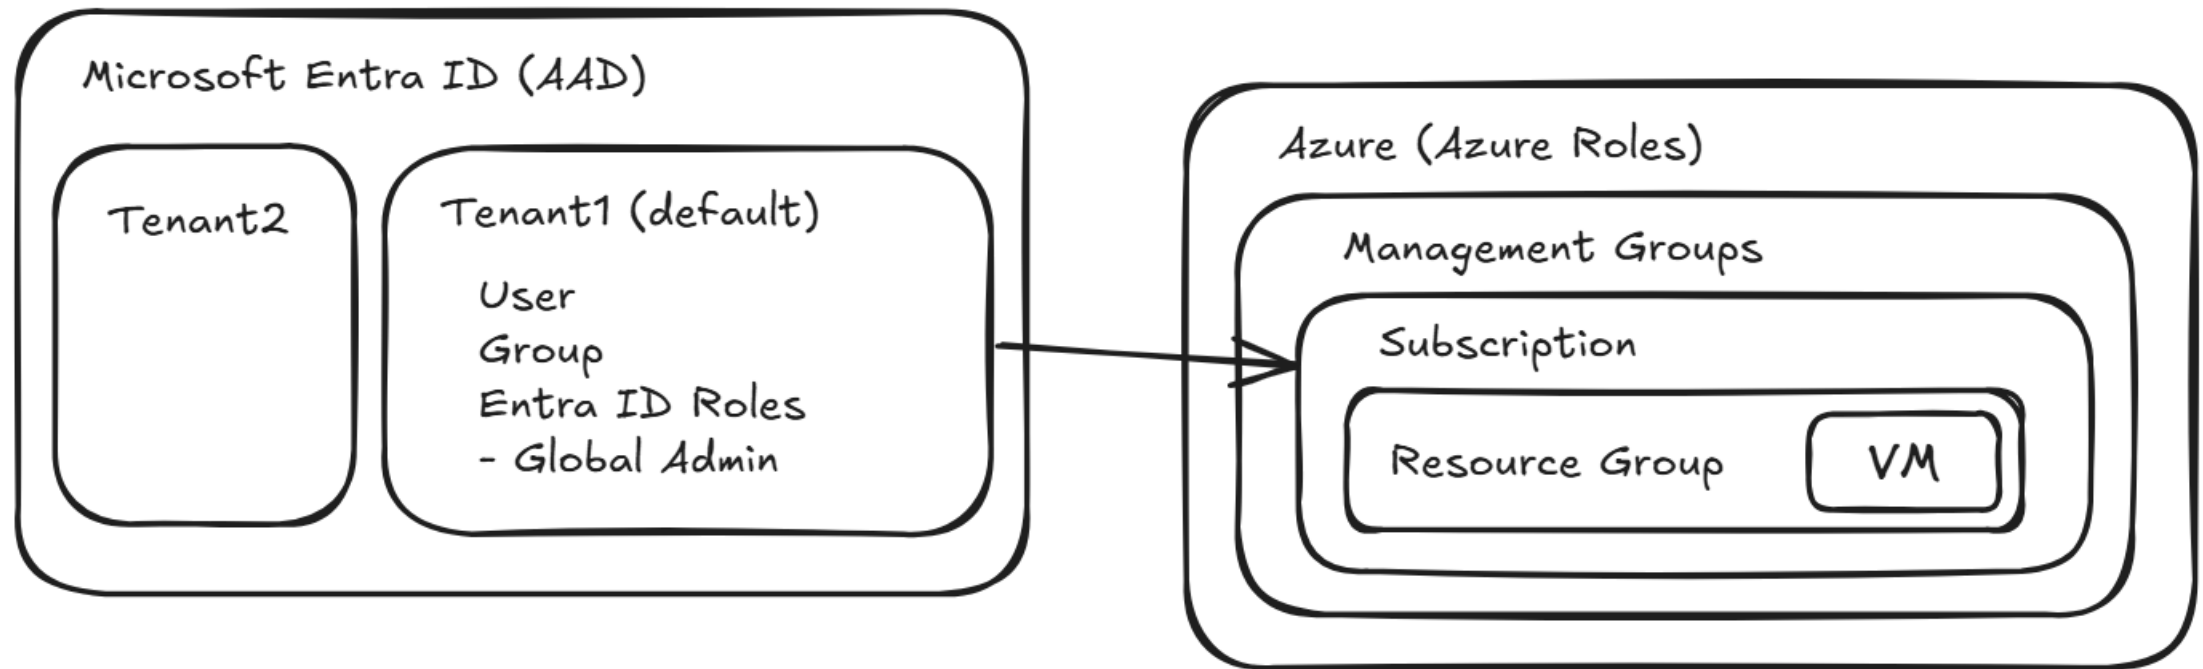 Microsoft Entra ID (AAD)
Tenant2
Tenant1 (default)
User
Group
Entra ID Roles
- Global Admin
Azure (Azure Roles)
Management Groups
Subscription
Resource Group
VM